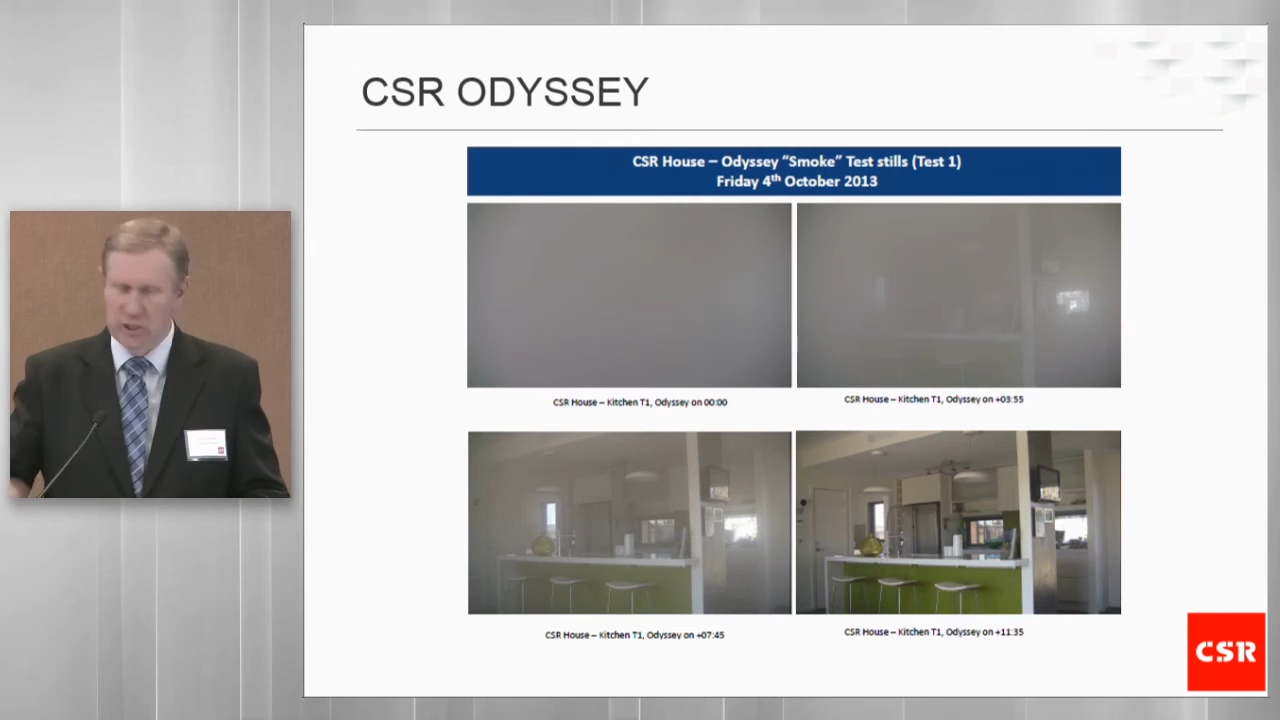 CSR ODYSSEY
CSR House – Odyssey “Smoke” Test stills (Test 1)
Friday 4th October 2013
CSR House – Kitchen T1, Odyssey on 00:00
CSR House – Kitchen T1, Odyssey on +03:55
CSR House – Kitchen T1, Odyssey on +07:45
CSR House – Kitchen T1, Odyssey on +11:35
CSR